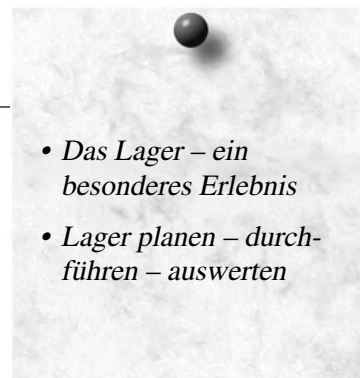 • Das Lager – ein
besonderes Erlebnis
• Lager planen – durch-
führen – auswerten